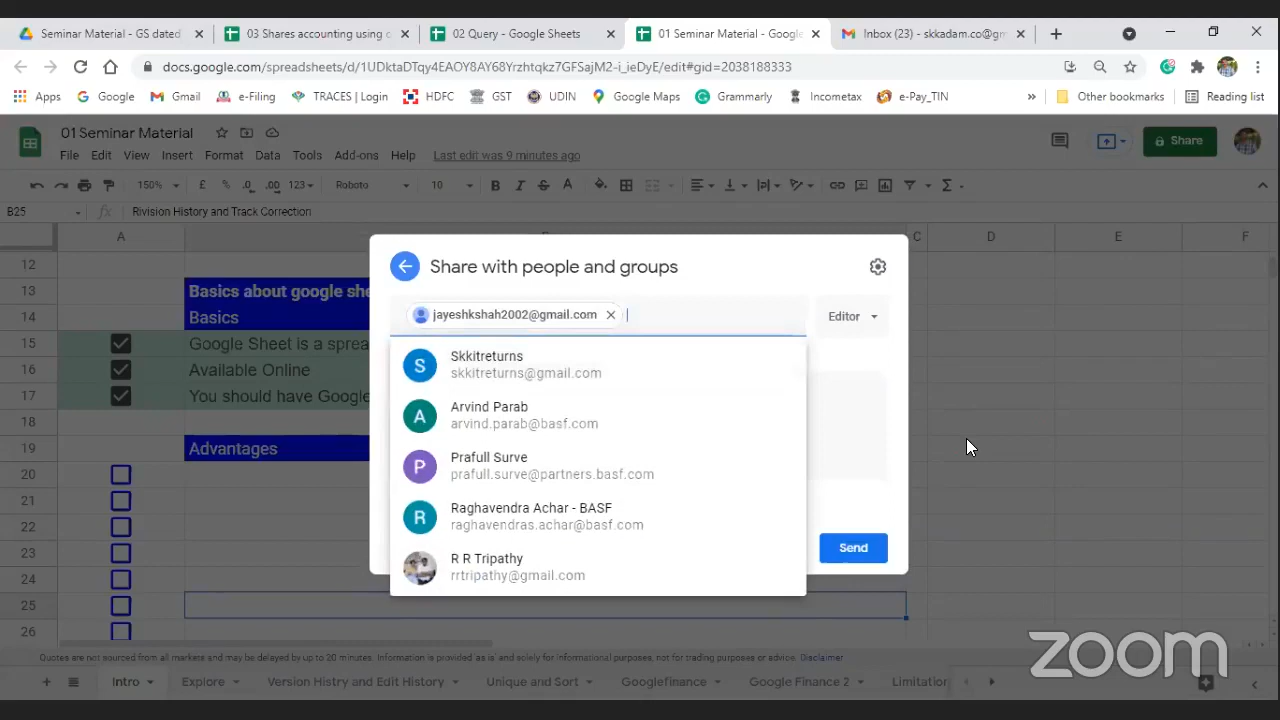 Seminar Material - GS dated
03 Shares accounting using c
02 Query - Google Sheets
01 Seminar Material - Google
Inbox (23) - skkadam.co@gm
docs.google.com/spreadsheets/d/1UDktaDTqy4EAOY8AY68Yrzhtqkz7GFSajM2-i_ieDyE/edit#gid=2038188333
Apps Google Gmail e-Filing TRACES | Login HDFC GST UDIN Google Maps Grammarly Incometax e-Pay_TIN » Other bookmarks Reading list
01 Seminar Material
File Edit View Insert Format Data Tools Add-ons Help Last edit was 9 minutes ago
Share
150% £ % .0 .00 123 Roboto 10 B I S A
B25 fx Rivision History and Track Correction
A C D E F
12
13 Basics about google she
14 Basics
15 Google Sheet is a sprea
16 Available Online
17 You should have Google
18
19 Advantages
20
21
22
23
24
25
26
Share with people and groups
jayeshkshah2002@gmail.com
Editor
Skkitreturns
skkitreturns@gmail.com
Arvind Parab
arvind.parab@basf.com
Prafull Surve
prafull.surve@partners.basf.com
Raghavendra Achar - BASF
raghavendras.achar@basf.com
R R Tripathy
rrtripathy@gmail.com
Send
zoom
Quotes are not sourced from all markets and may be delayed by up to 20 minutes. Information is provided 'as is' and solely for informational purposes, not for trading purposes or advice. Disclaimer
Intro Explore Version Histry and Edit History Unique and Sort Googlefinance Google Finance 2 Limitation